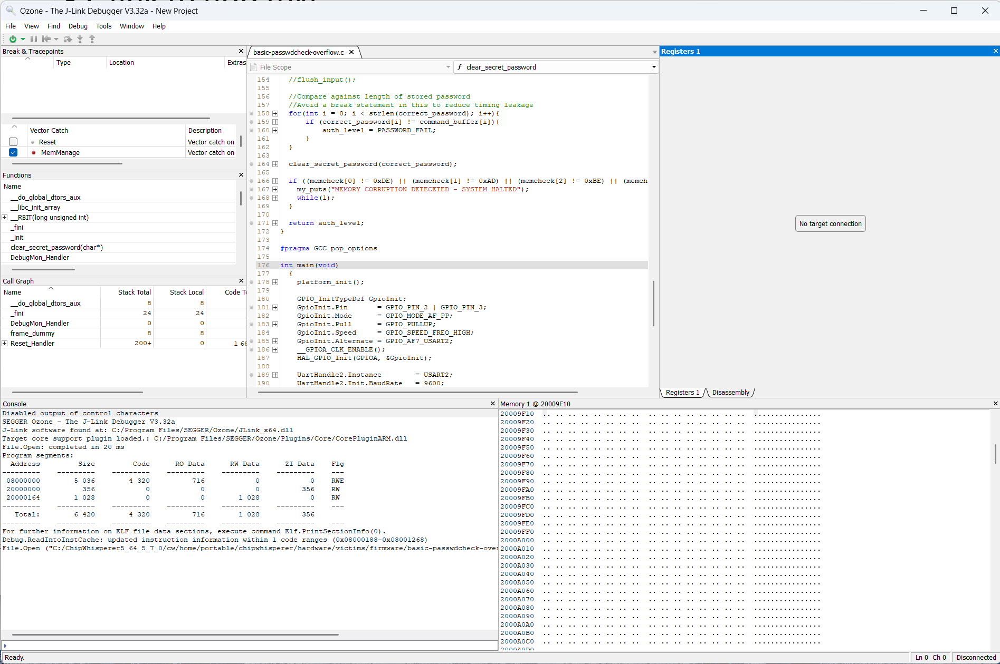 Ozone - The J-Link Debugger V3.32a - New Project
File View Find Debug Tools Window Help
Break & Tracepoints
Type Location Extras
Vector Catch Description
Reset Vector catch on
MemManage Vector catch on
Functions
Name
__do_global_dtors_aux
__libc_init_array
__RBIT(long unsigned int)
_fini
_init
clear_secret_password(char*)
DebugMon_Handler
Call Graph
Name Stack Total Stack Local Code To
__do_global_dtors_aux 8 8
_fini 24 24
DebugMon_Handler 0 0
frame_dummy 8 8
Reset_Handler 200+ 0 1 68
basic-passwdcheck-overflow.c
File Scope
f clear_secret_password
154 //flush_input();
155
156 //Compare against length of stored password
157 //Avoid a break statement in this to reduce timing leakage
158 for(int i = 0; i < strlen(correct_password); i++){
159 if (correct_password[i] != command_buffer[i]){
160 auth_level = PASSWORD_FAIL;
161 }
162 }
163
164 clear_secret_password(correct_password);
165
166 if ((memcheck[0] != 0xDE) || (memcheck[1] != 0xAD) || (memcheck[2] != 0xBE) || (memch
167 my_puts("MEMORY CORRUPTION DETECETED - SYSTEM HALTED");
168 while(1);
169 }
170
171 return auth_level;
172 }
173
174 #pragma GCC pop_options
175
176 int main(void)
177 {
178 platform_init();
179
180 GPIO_InitTypeDef GpioInit;
181 GpioInit.Pin = GPIO_PIN_2 | GPIO_PIN_3;
182 GpioInit.Mode = GPIO_MODE_AF_PP;
183 GpioInit.Pull = GPIO_PULLUP;
184 GpioInit.Speed = GPIO_SPEED_FREQ_HIGH;
185 GpioInit.Alternate = GPIO_AF7_USART2;
186 __GPIOA_CLK_ENABLE();
187 HAL_GPIO_Init(GPIOA, &GpioInit);
188
189 UartHandle2.Instance = USART2;
190 UartHandle2.Init.BaudRate = 9600;
Registers 1
No target connection
Registers 1 Disassembly
Console
Disabled output of control characters
SEGGER Ozone - The J-Link Debugger V3.32a
J-Link software found at: C:/Program Files/SEGGER/Ozone/JLink_x64.dll
Target core support plugin loaded.: C:/Program Files/SEGGER/Ozone/Plugins/Core/CorePluginARM.dll
File.Open: completed in 20 ms
Program segments:
Address Size Code RO Data RW Data ZI Data Flg
--------- --------- --------- --------- --------- --------- ---
08000000 5 036 4 320 716 0 0 RWE
20000000 356 0 0 0 356 RW
20000164 1 028 0 0 1 028 0 RW
--------- --------- --------- --------- --------- --------- ---
Total: 6 420 4 320 716 1 028 356
--------- --------- --------- --------- --------- --------- ---
For further information on ELF file data sections, execute command Elf.PrintSectionInfo(0).
Debug.ReadIntoInstCache: updated instruction information within 1 code ranges (0x08000188-0x08001268)
File.Open ("C:/ChipWhisperer5_64_5_7_0/cw/home/portable/chipwhisperer/hardware/victims/firmware/basic-passwdcheck-over
Memory 1 @ 20009F10
20009F10 .. .. .. .. .. .. .. .. .. .. .. .. .. .. .. .. ................
20009F20 .. .. .. .. .. .. .. .. .. .. .. .. .. .. .. .. ................
20009F30 .. .. .. .. .. .. .. .. .. .. .. .. .. .. .. .. ................
20009F40 .. .. .. .. .. .. .. .. .. .. .. .. .. .. .. .. ................
20009F50 .. .. .. .. .. .. .. .. .. .. .. .. .. .. .. .. ................
20009F60 .. .. .. .. .. .. .. .. .. .. .. .. .. .. .. .. ................
20009F70 .. .. .. .. .. .. .. .. .. .. .. .. .. .. .. .. ................
20009F80 .. .. .. .. .. .. .. .. .. .. .. .. .. .. .. .. ................
20009F90 .. .. .. .. .. .. .. .. .. .. .. .. .. .. .. .. ................
20009FA0 .. .. .. .. .. .. .. .. .. .. .. .. .. .. .. .. ................
20009FB0 .. .. .. .. .. .. .. .. .. .. .. .. .. .. .. .. ................
20009FC0 .. .. .. .. .. .. .. .. .. .. .. .. .. .. .. .. ................
20009FD0 .. .. .. .. .. .. .. .. .. .. .. .. .. .. .. .. ................
20009FE0 .. .. .. .. .. .. .. .. .. .. .. .. .. .. .. .. ................
20009FF0 .. .. .. .. .. .. .. .. .. .. .. .. .. .. .. .. ................
2000A000 .. .. .. .. .. .. .. .. .. .. .. .. .. .. .. .. ................
2000A010 .. .. .. .. .. .. .. .. .. .. .. .. .. .. .. .. ................
2000A020 .. .. .. .. .. .. .. .. .. .. .. .. .. .. .. .. ................
2000A030 .. .. .. .. .. .. .. .. .. .. .. .. .. .. .. .. ................
2000A040 .. .. .. .. .. .. .. .. .. .. .. .. .. .. .. .. ................
2000A050 .. .. .. .. .. .. .. .. .. .. .. .. .. .. .. .. ................
2000A060 .. .. .. .. .. .. .. .. .. .. .. .. .. .. .. .. ................
2000A070 .. .. .. .. .. .. .. .. .. .. .. .. .. .. .. .. ................
2000A080 .. .. .. .. .. .. .. .. .. .. .. .. .. .. .. .. ................
2000A090 .. .. .. .. .. .. .. .. .. .. .. .. .. .. .. .. ................
2000A0A0 .. .. .. .. .. .. .. .. .. .. .. .. .. .. .. .. ................
2000A0B0 .. .. .. .. .. .. .. .. .. .. .. .. .. .. .. .. ................
2000A0C0 .. .. .. .. .. .. .. .. .. .. .. .. .. .. .. .. ................
2000A0D0
Ready.
Ln 0 Ch 0 Disconnected